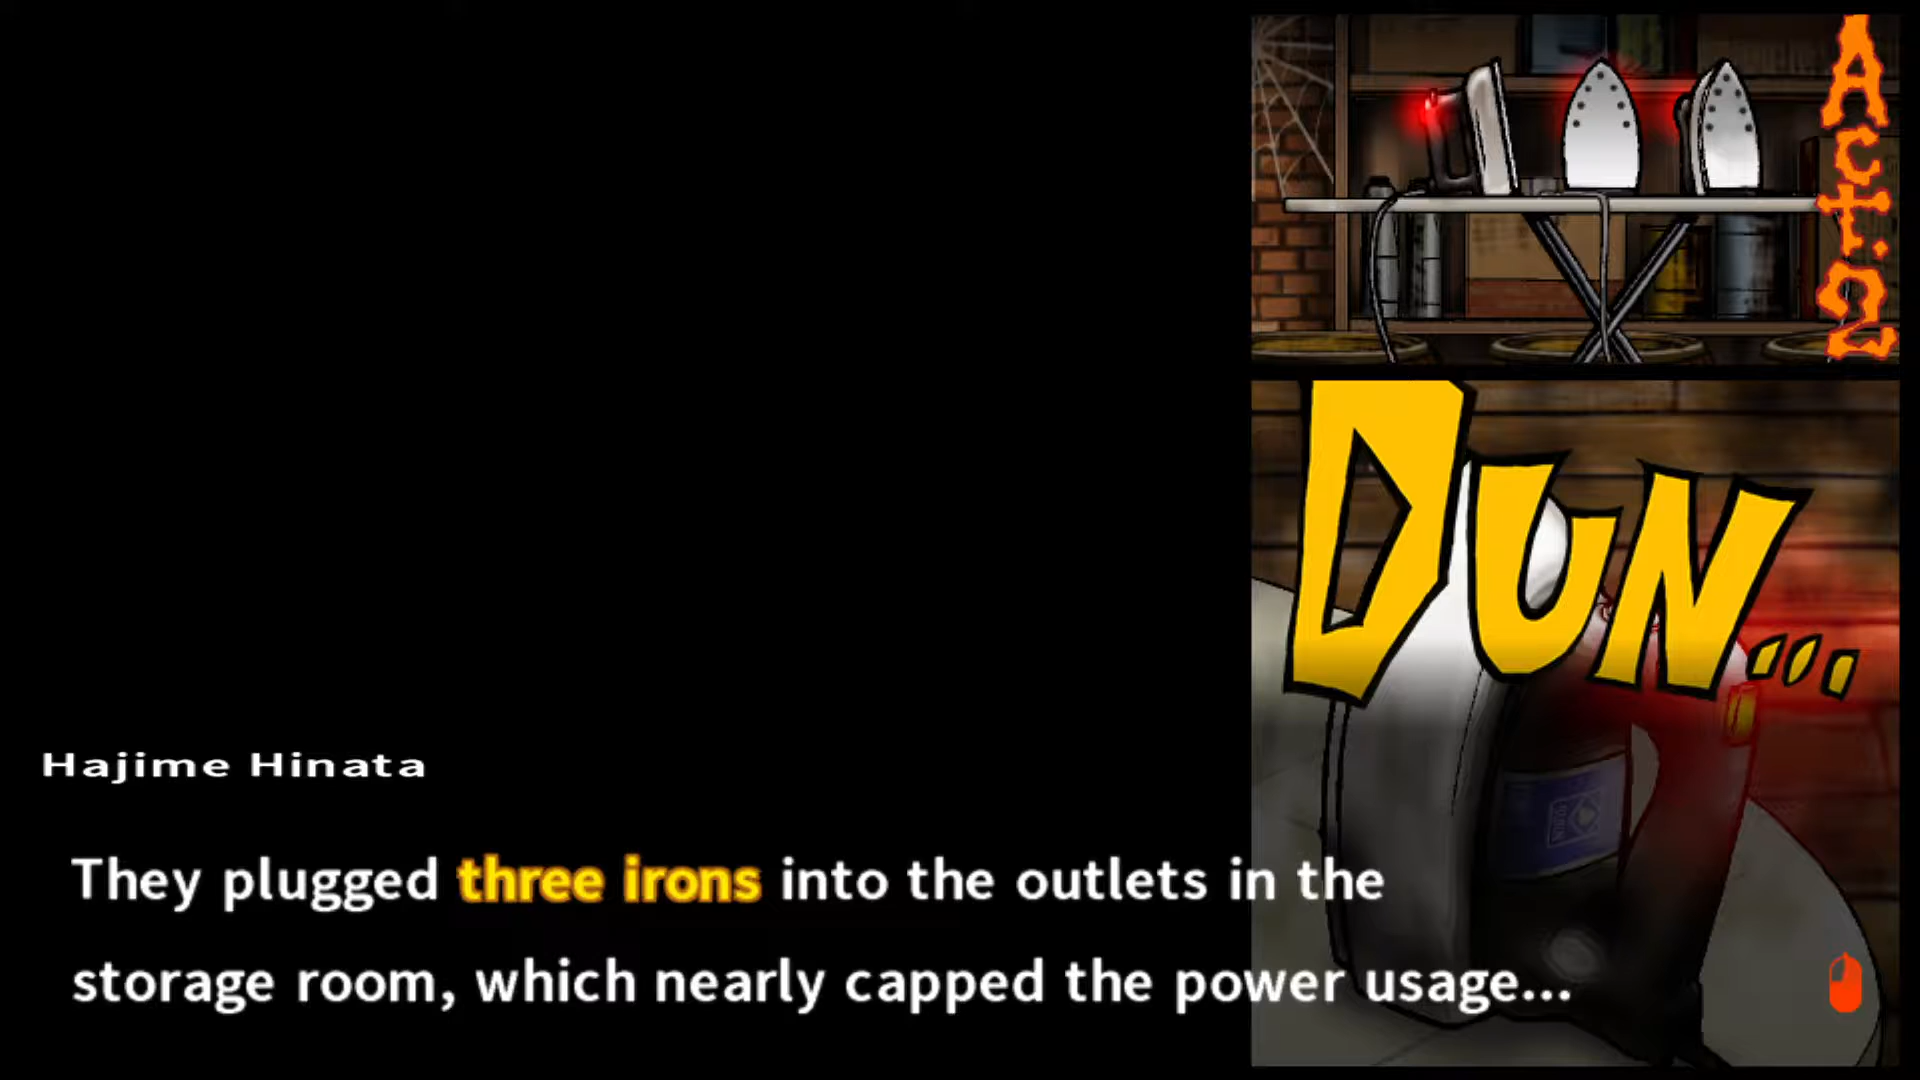 Act.2
DUN...
Hajime Hinata
They plugged three irons into the outlets in the
storage room, which nearly capped the power usage...